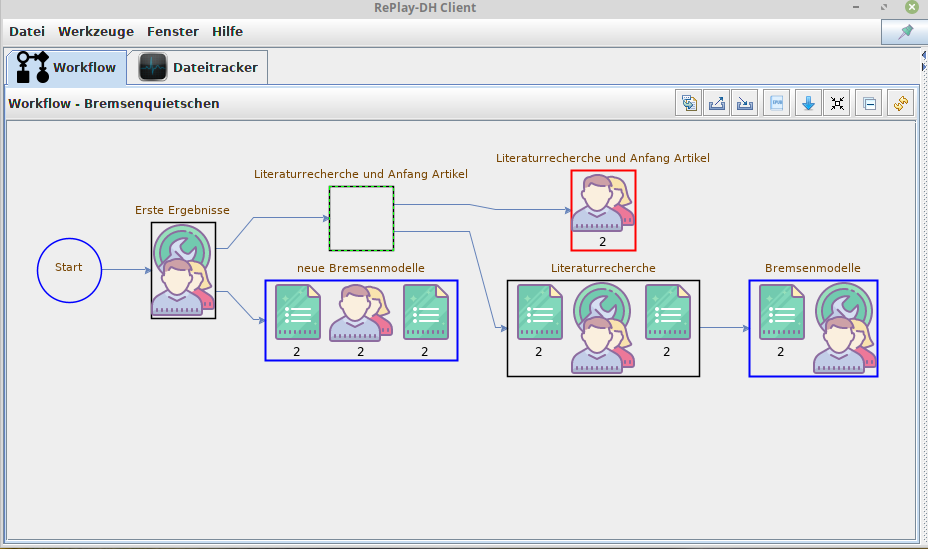 RePlay-DH Client
Datei Werkzeuge Fenster Hilfe
Workflow Dateitracker
Workflow - Bremsenquietschen
Literaturrecherche und Anfang Artikel
Literaturrecherche und Anfang Artikel
Erste Ergebnisse
2
Start
neue Bremsenmodelle
Literaturrecherche
Bremsenmodelle
2 2 2
2 2
2